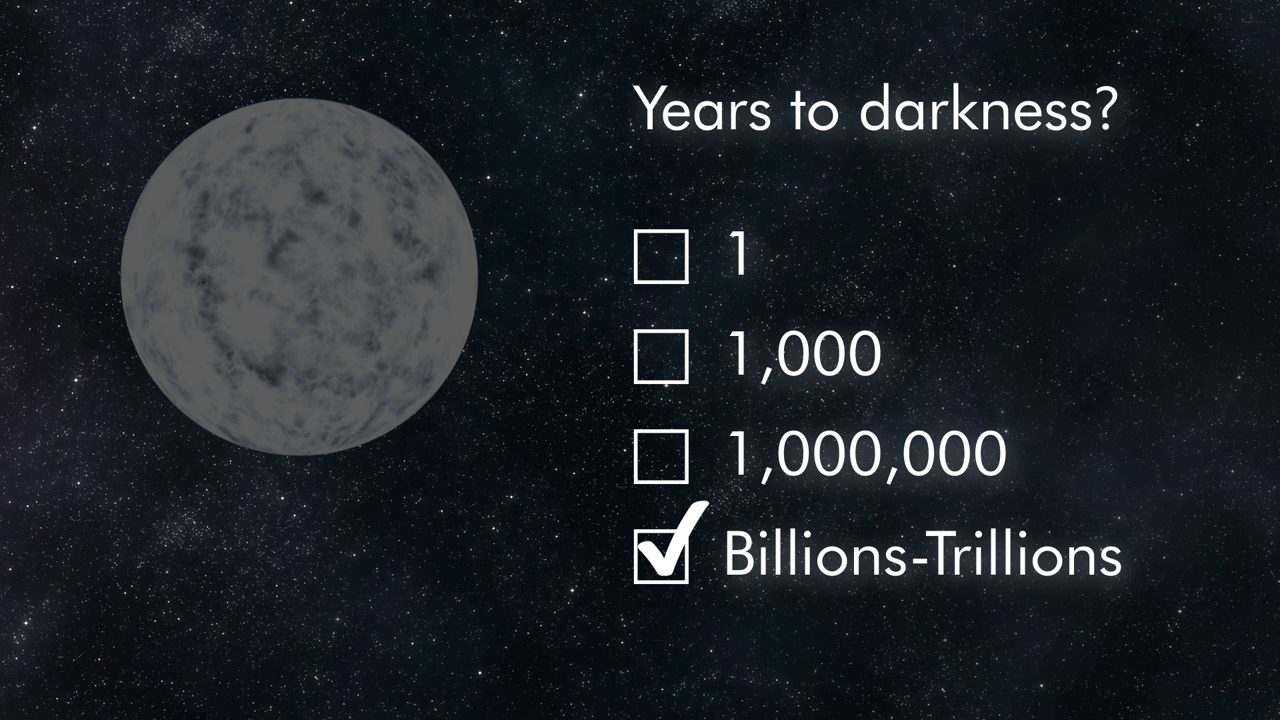 Years to darkness?
1
1,000
1,000,000
Billions-Trillions